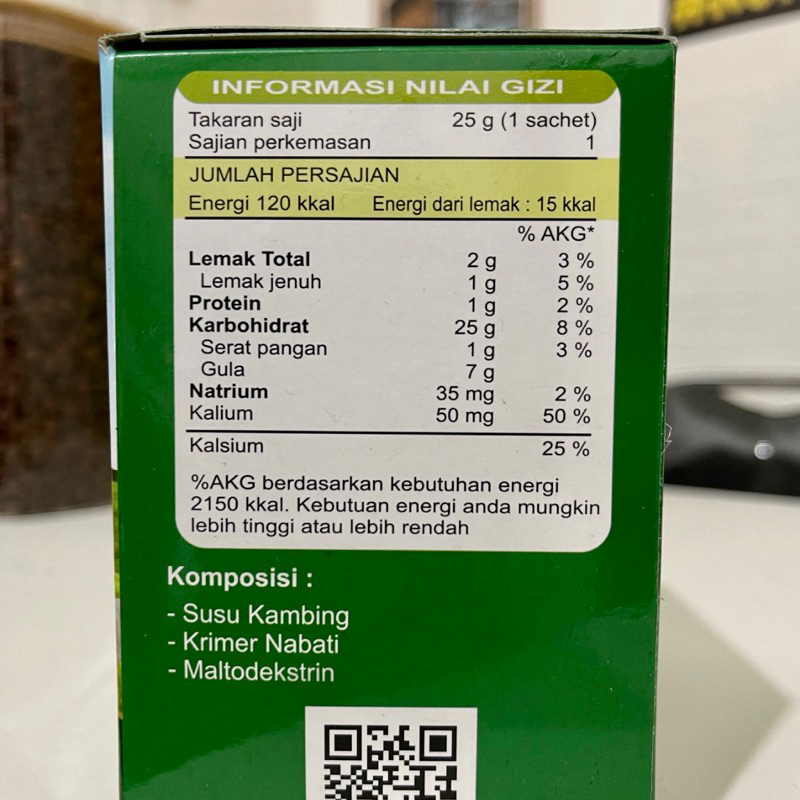 INFORMASI NILAI GIZI
Takaran saji 25 g (1 sachet)
Sajian perkemasan 1
JUMLAH PERSAJIAN
Energi 120 kkal Energi dari lemak : 15 kkal
% AKG*
Lemak Total 2 g 3 %
Lemak jenuh 1 g 5 %
Protein 1 g 2 %
Karbohidrat 25 g 8 %
Serat pangan 1 g 3 %
Gula 7 g
Natrium 35 mg 2 %
Kalium 50 mg 50 %
Kalsium 25 %
%AKG berdasarkan kebutuhan energi
2150 kkal. Kebutuan energi anda mungkin
lebih tinggi atau lebih rendah
Komposisi :
- Susu Kambing
- Krimer Nabati
- Maltodekstrin